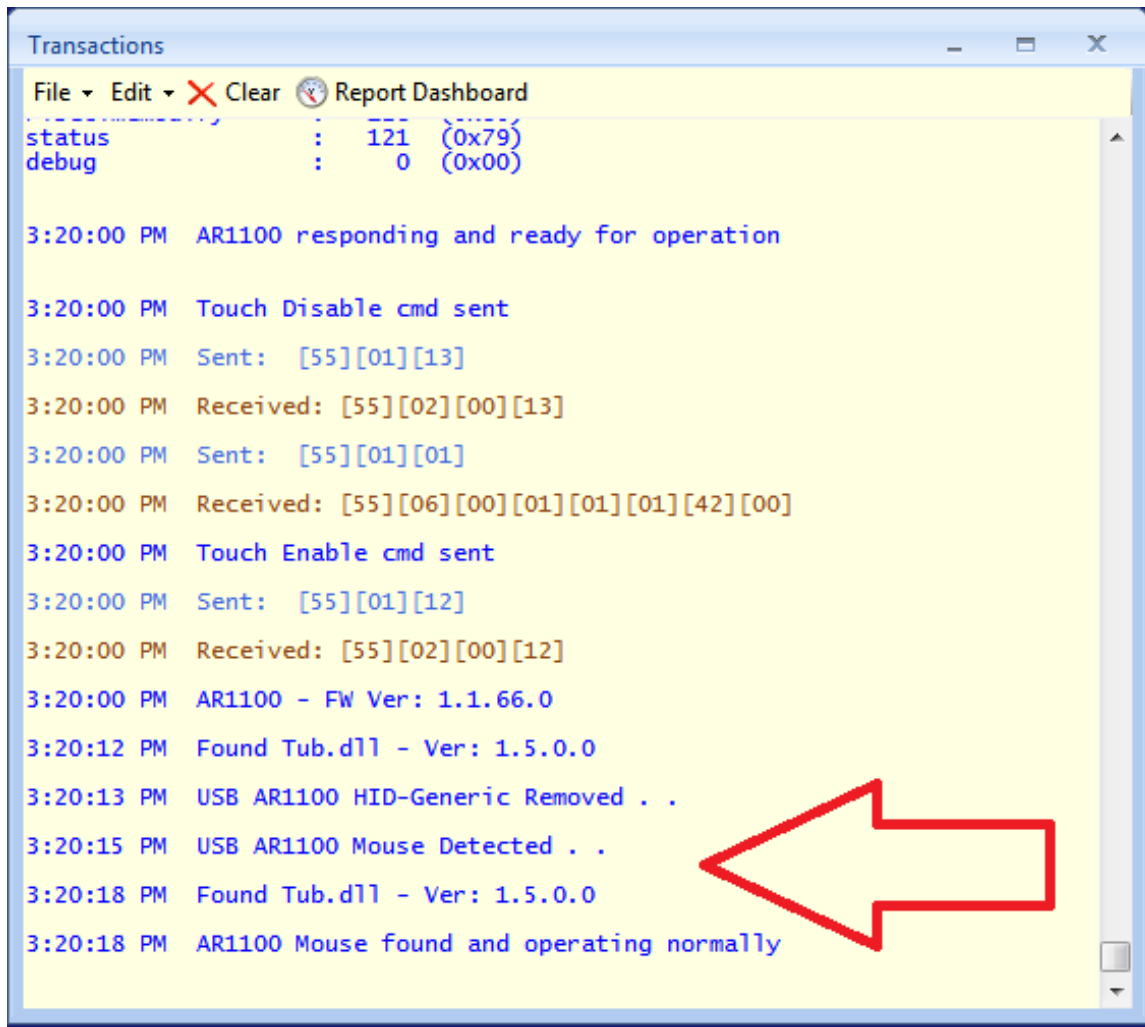 Transactions
File Edit Clear Report Dashboard
status : 121 (0x79)
debug : 0 (0x00)
3:20:00 PM AR1100 responding and ready for operation
3:20:00 PM Touch Disable cmd sent
3:20:00 PM Sent: [55][01][13]
3:20:00 PM Received: [55][02][00][13]
3:20:00 PM Sent: [55][01][01]
3:20:00 PM Received: [55][06][00][01][01][01][42][00]
3:20:00 PM Touch Enable cmd sent
3:20:00 PM Sent: [55][01][12]
3:20:00 PM Received: [55][02][00][12]
3:20:00 PM AR1100 - FW Ver: 1.1.66.0
3:20:12 PM Found Tub.dll - Ver: 1.5.0.0
3:20:13 PM USB AR1100 HID-Generic Removed . .
3:20:15 PM USB AR1100 Mouse Detected . .
3:20:18 PM Found Tub.dll - Ver: 1.5.0.0
3:20:18 PM AR1100 Mouse found and operating normally